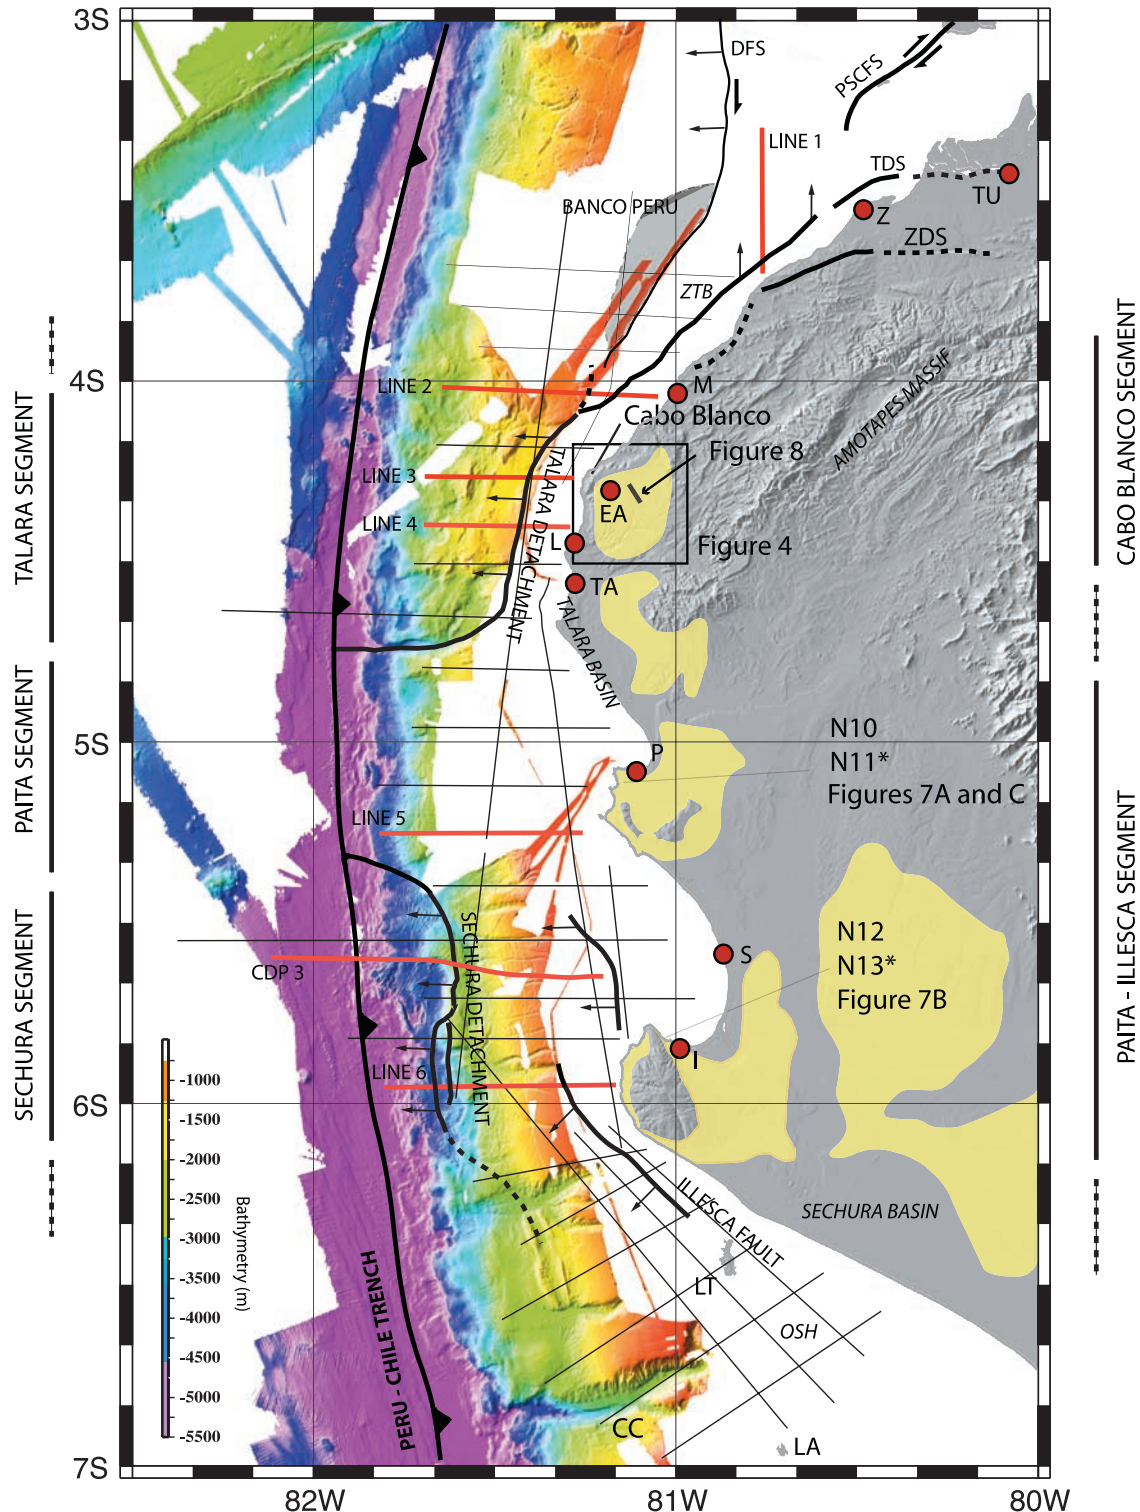 3S
DFS
PSCFS
LINE 1
TDS
TU
BANCO PERU
Z
ZDS
ZTB
4S
LINE 2
M
Cabo Blanco
AMOTAPES MASSIF
Figure 8
TALARA DETACHMENT
LINE 3
EA
LINE 4
L
Figure 4
TA
TALARA BASIN
TALARA SEGMENT
CABO BLANCO SEGMENT
5S
P
N10
N11*
Figures 7A and C
PAITA SEGMENT
LINE 5
PAITA - ILLESCA SEGMENT
SECHURA DETACHMENT
N12
N13*
Figure 7B
S
CDP 3
SECHURA SEGMENT
I
LINE 6
6S
-1000
-1500
-2000
-2500
-3000
-3500
-4000
-4500
-5000
-5500
Bathymetry (m)
ILLESCA FAULT
SECHURA BASIN
PERU - CHILE TRENCH
LT
OSH
CC
LA
7S
82W
81W
80W